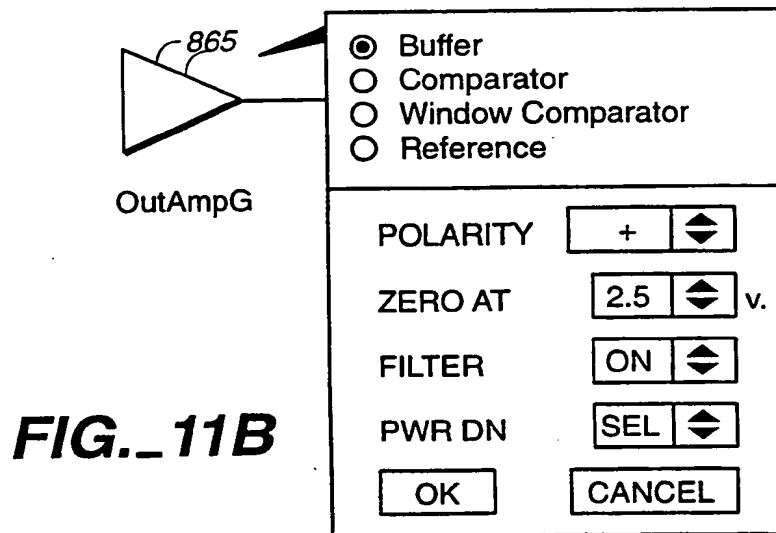 865
Buffer
Comparator
Window Comparator
Reference
OutAmpG
POLARITY +
ZERO AT 2.5 v.
FILTER ON
PWR DN SEL
FIG._11B
OK CANCEL